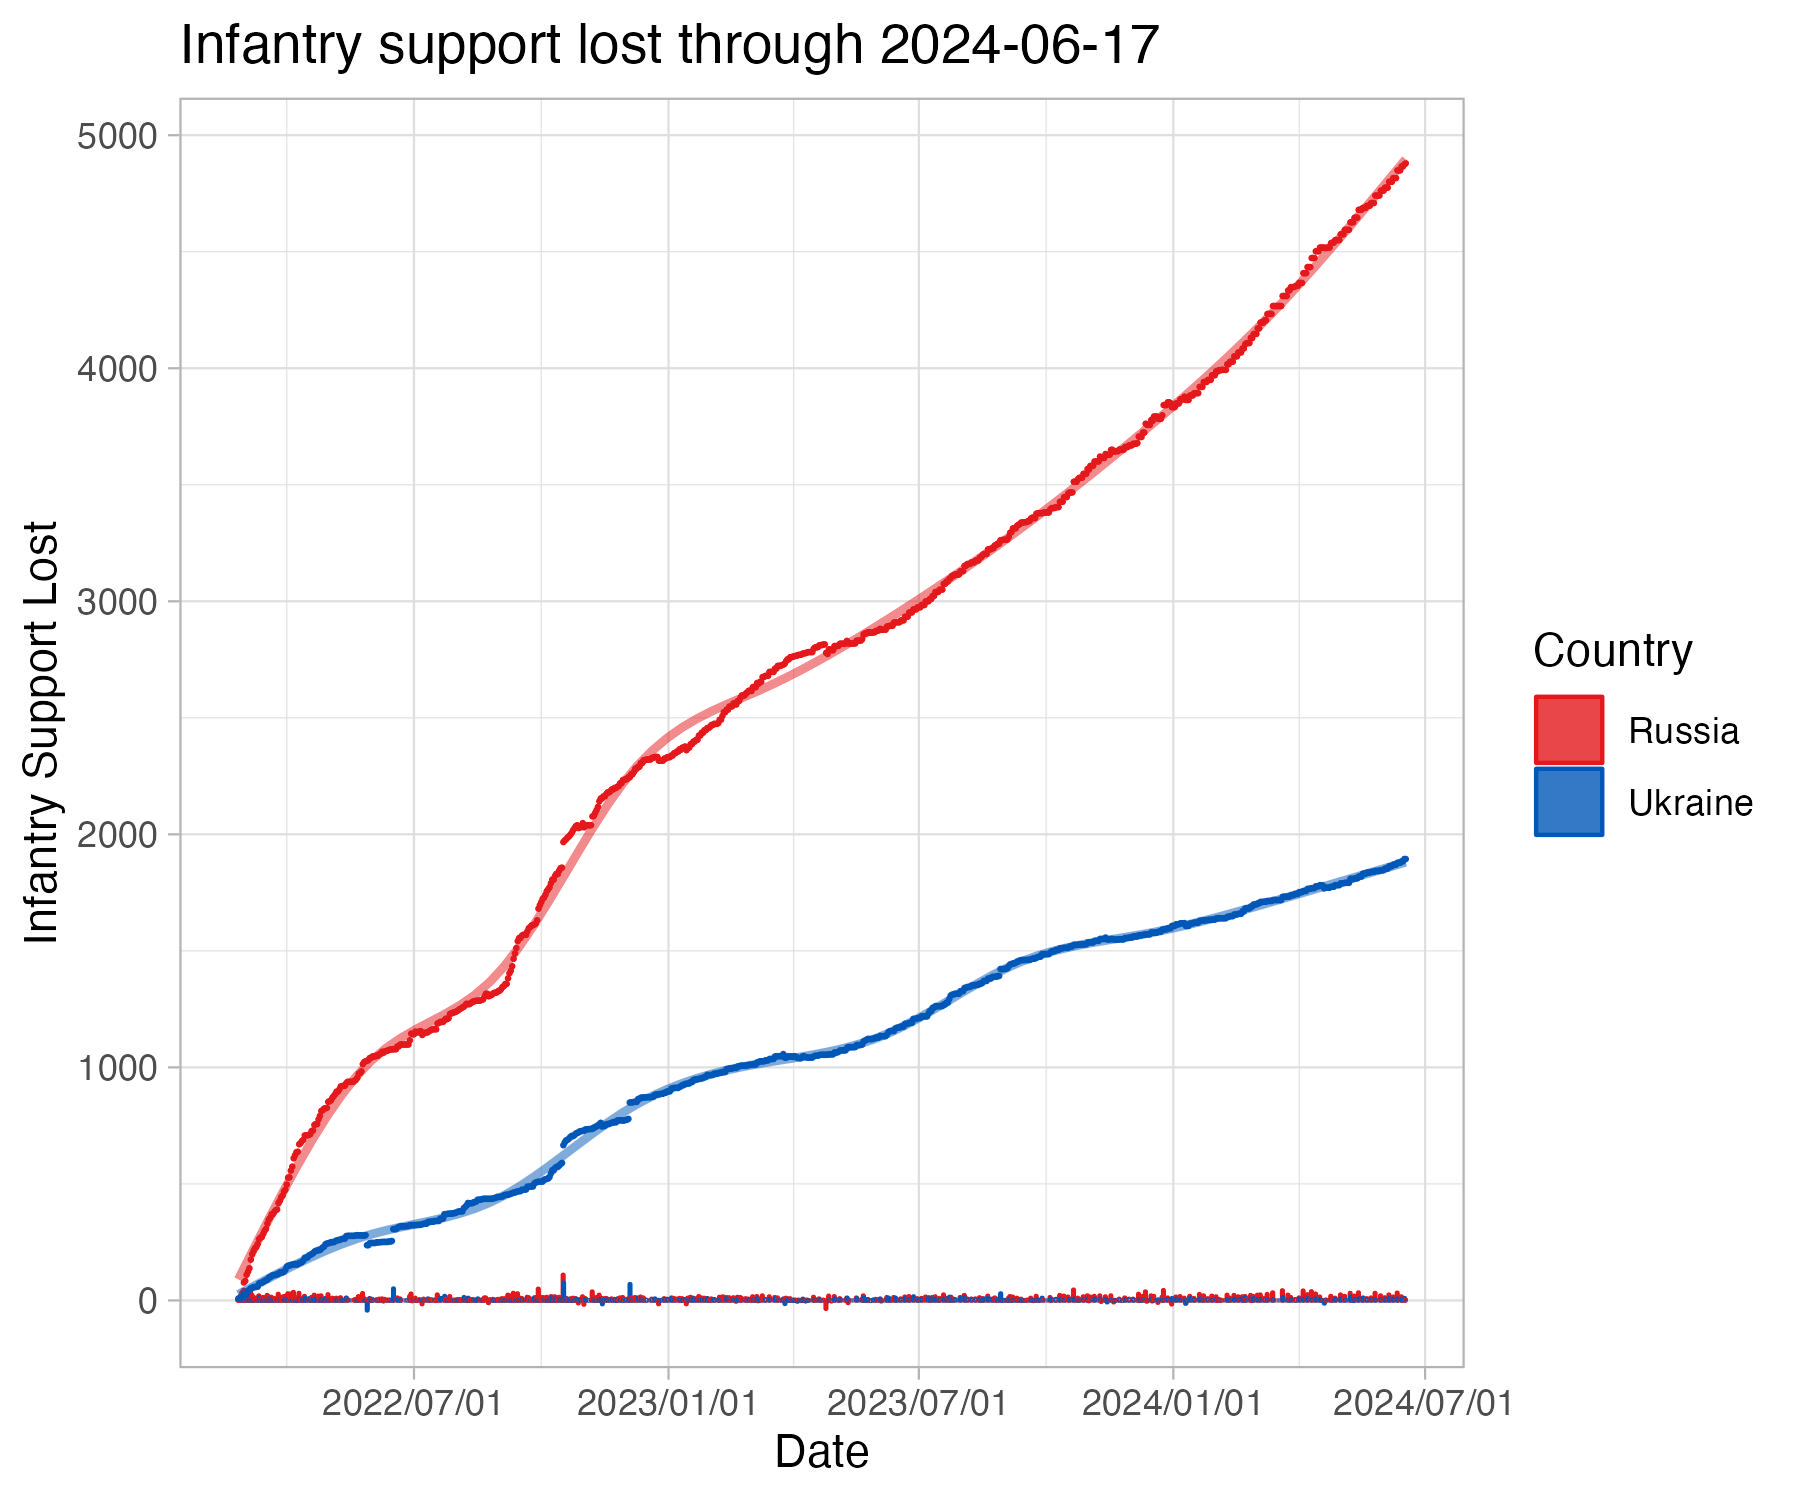 Infantry support lost through 2024-06-17
Infantry Support Lost
5000
4000
3000
2000
1000
0
2022/07/01
2023/01/01
2023/07/01
2024/01/01
2024/07/01
Date
Country
Russia
Ukraine